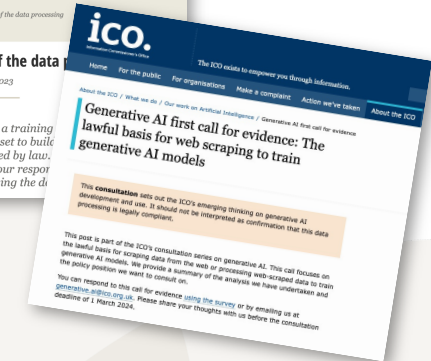 of the data processing
f the data p
023
a training
set to build
ed by law.
our respon
ing the da
ico.
Information Commissioner's Office
The ICO exists to empower you through information.
Home For the public For organisations Make a complaint Action we've taken About the ICO
About the ICO / What we do / Our work on Artificial Intelligence / Generative AI first call for evidence
Generative AI first call for evidence: The
lawful basis for web scraping to train
generative AI models
This consultation sets out the ICO's emerging thinking on generative AI
development and use. It should not be interpreted as confirmation that this data
processing is legally compliant.
This post is part of the ICO's consultation series on generative AI. This call focuses on
the lawful basis for scraping data from the web or processing web-scraped data to train
generative AI models. We provide a summary of the analysis we have undertaken and
the policy position we want to consult on.
You can respond to this call for evidence using the survey or by emailing us at
generative.ai@ico.org.uk. Please share your thoughts with us before the consultation
deadline of 1 March 2024.